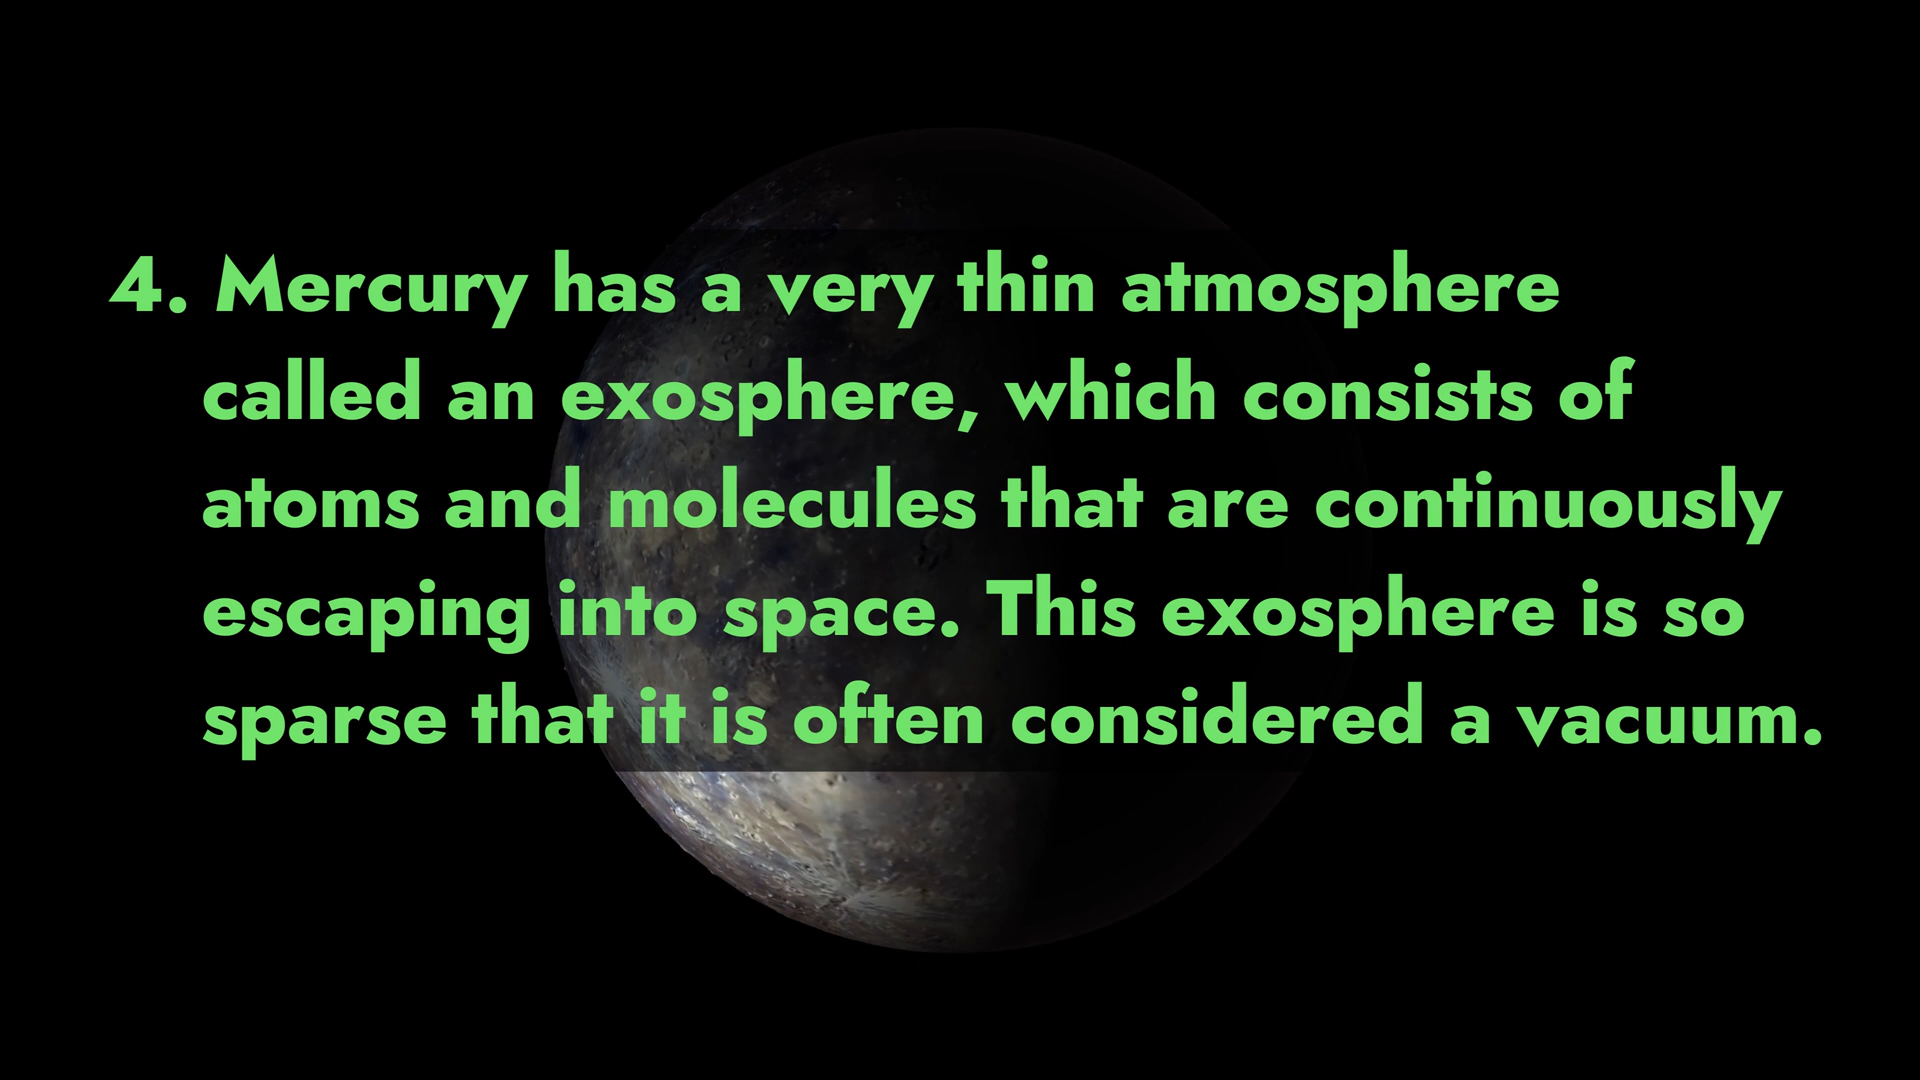 4. Mercury has a very thin atmosphere
called an exosphere, which consists of
atoms and molecules that are continuously
escaping into space. This exosphere is so
sparse that it is often considered a vacuum.